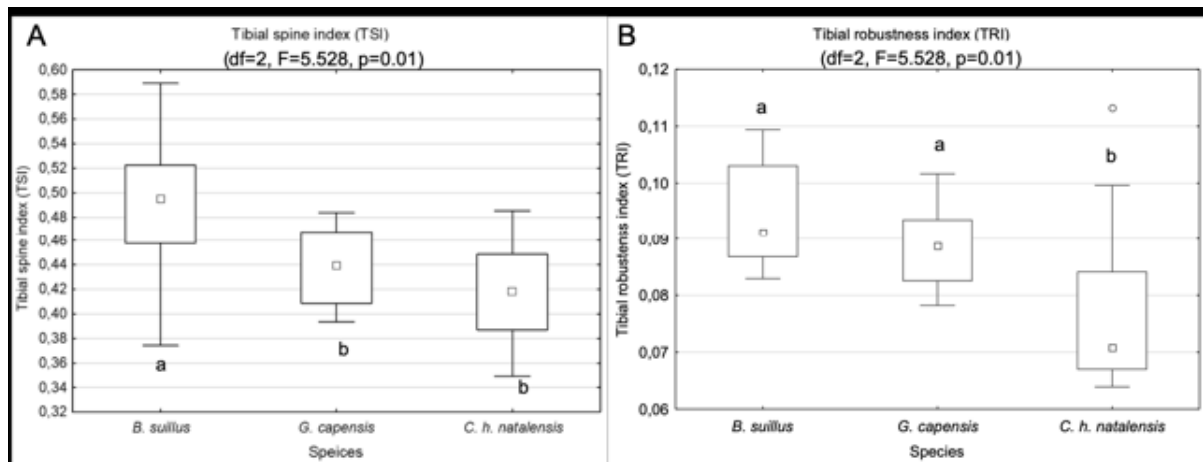 A
Tibial spine index (TSI)
(df=2, F=5.528, p=0.01)
Tibial spine index (TSI)
0,60
0,58
0,56
0,54
0,52
0,50
0,48
0,46
0,44
0,42
0,40
0,38
0,36
0,34
0,32
a
b
b
B. suillus
G. capensis
C. h. natalensis
Speices
B
Tibial robustness index (TRI)
(df=2, F=5.528, p=0.01)
Tibial robustenss index (TRI)
0,12
0,10
0,09
0,08
0,07
0,06
a
a
b
B. suillus
G. capensis
C. h. natalensis
Species